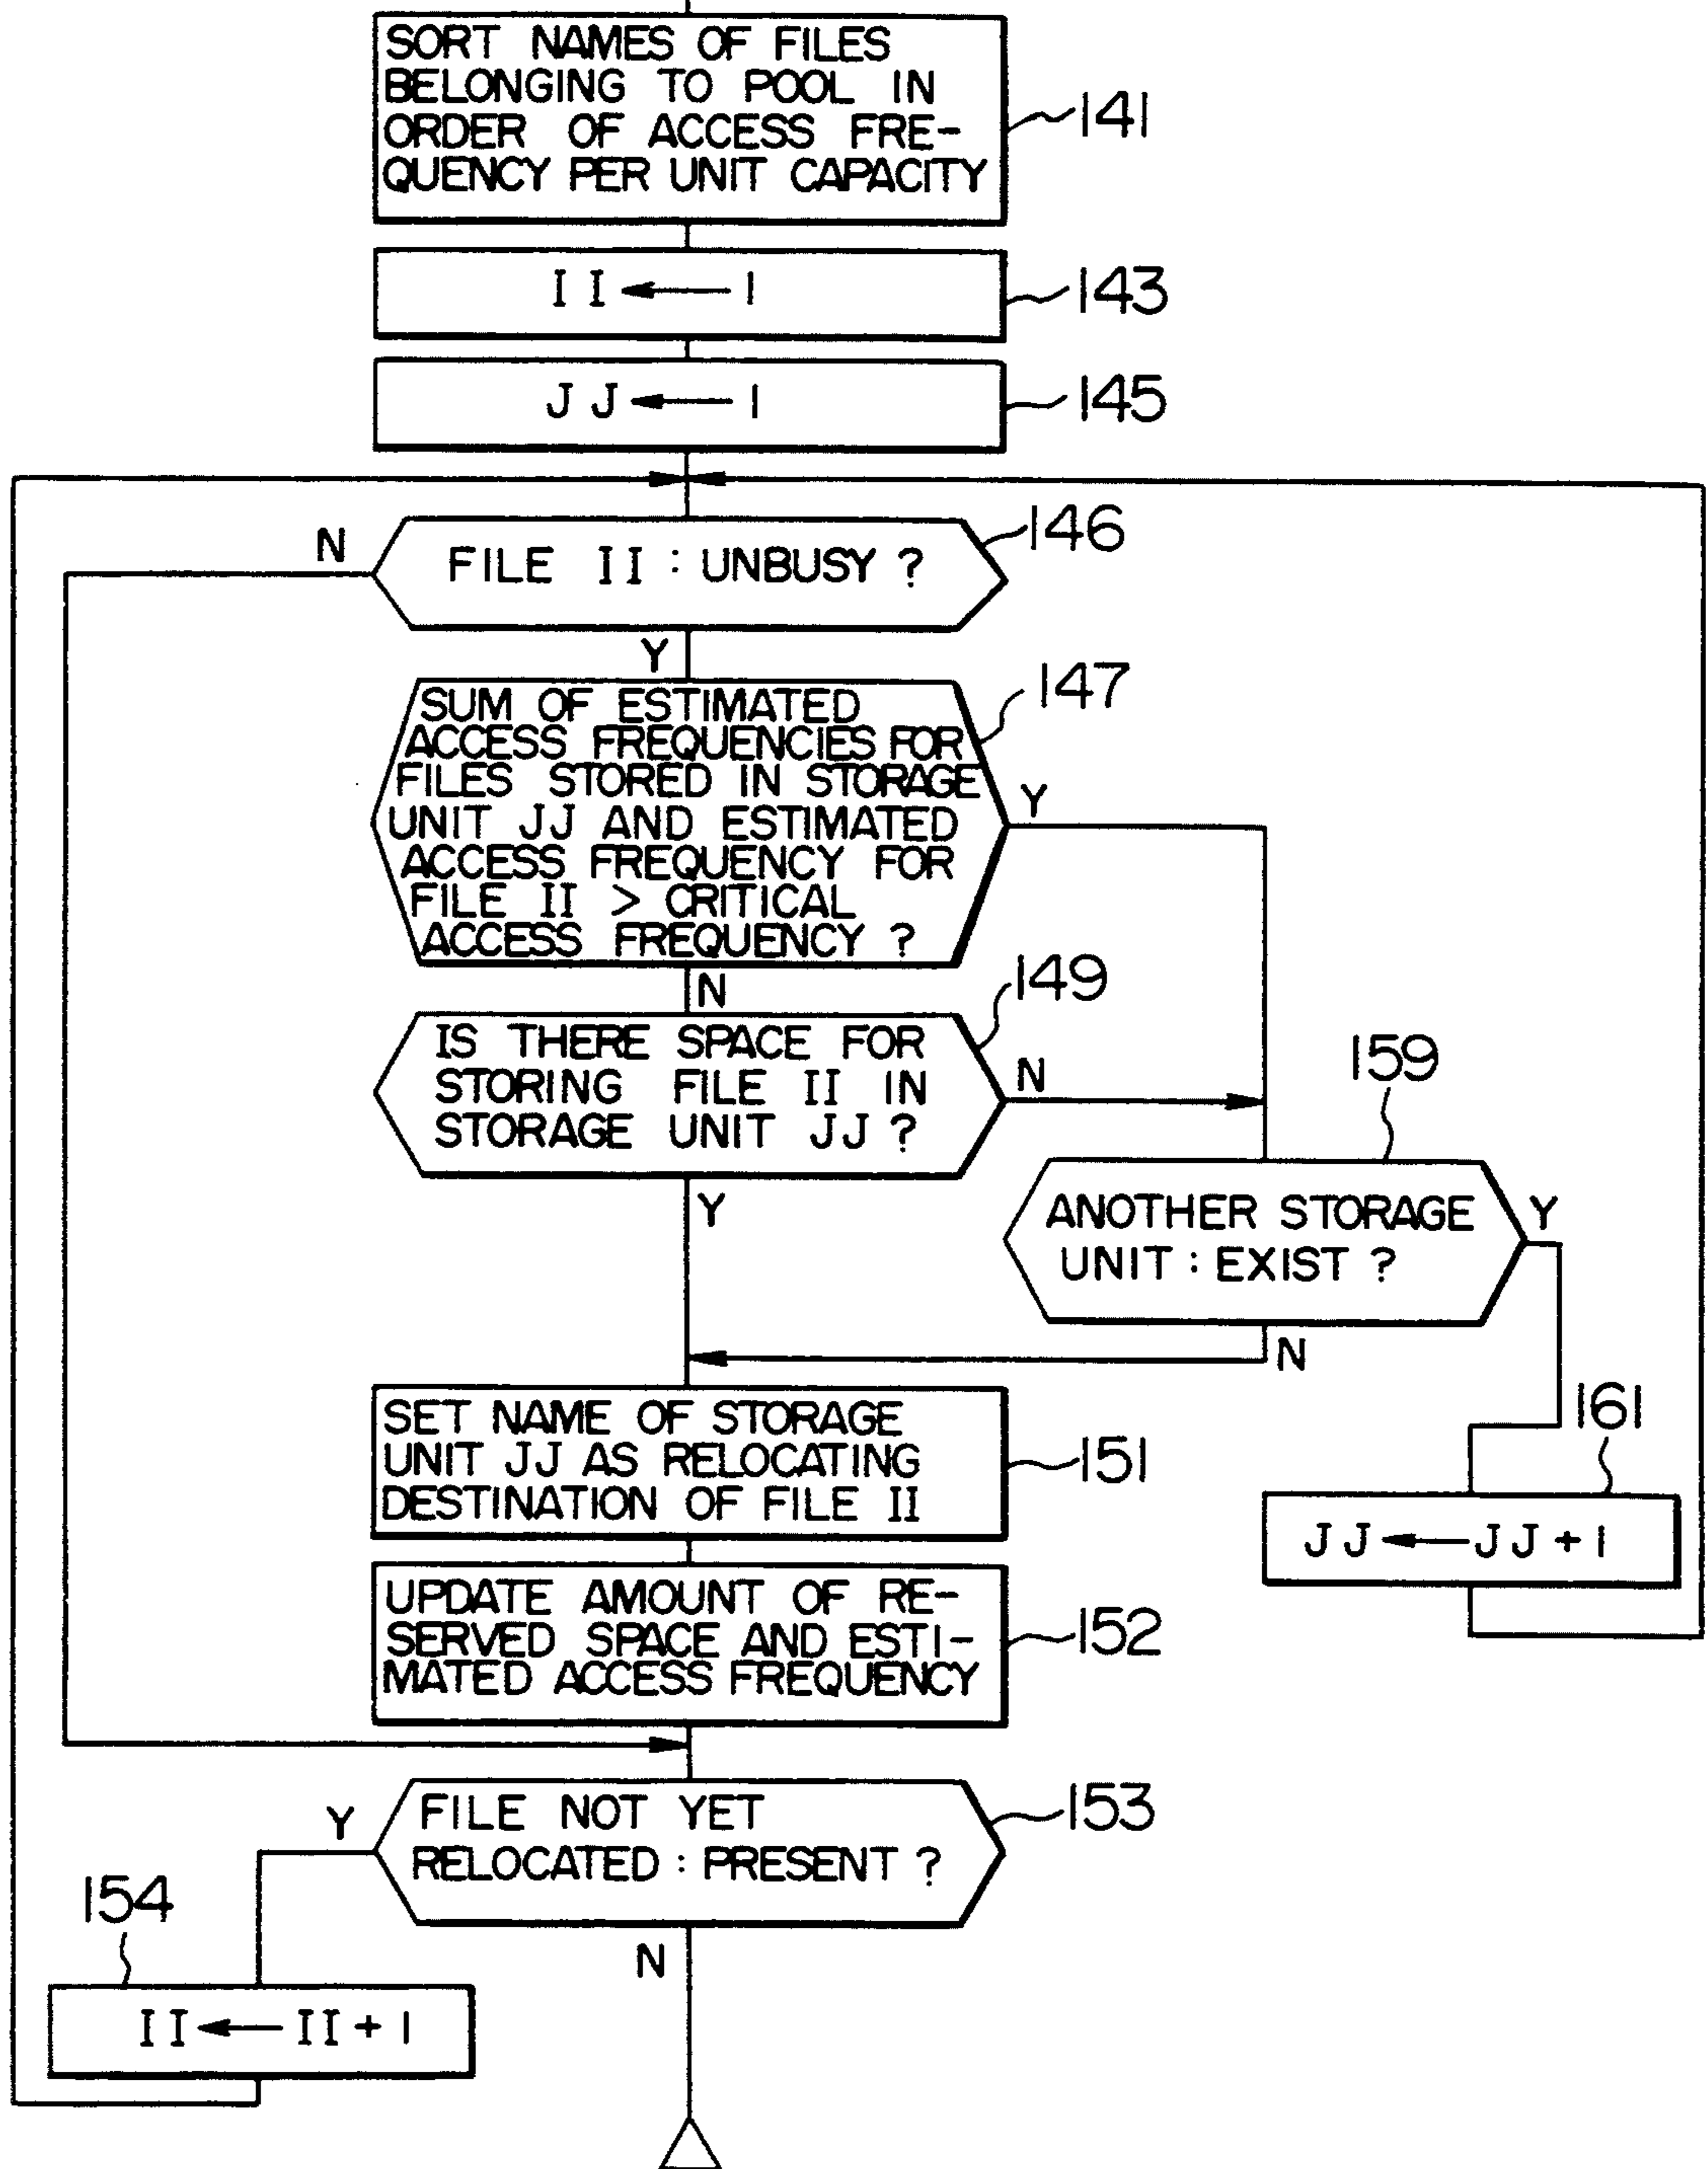 SORT NAMES OF FILES
BELONGING TO POOL IN
ORDER OF ACCESS FRE-
QUENCY PER UNIT CAPACITY
141
II ← 1
143
JJ ← 1
145
146
N
FILE II : UNBUSY ?
Y
147
SUM OF ESTIMATED
ACCESS FREQUENCIES FOR
FILES STORED IN STORAGE
UNIT JJ AND ESTIMATED
ACCESS FREQUENCY FOR
FILE II > CRITICAL
ACCESS FREQUENCY ?
Y
N
149
IS THERE SPACE FOR
STORING FILE II IN
STORAGE UNIT JJ ?
N
Y
159
ANOTHER STORAGE
UNIT : EXIST ?
Y
N
SET NAME OF STORAGE
UNIT JJ AS RELOCATING
DESTINATION OF FILE II
151
161
JJ ← JJ + 1
UPDATE AMOUNT OF RE-
SERVED SPACE AND ESTI-
MATED ACCESS FREQUENCY
152
FILE NOT YET
RELOCATED : PRESENT ?
153
Y
N
154
II ← II + 1